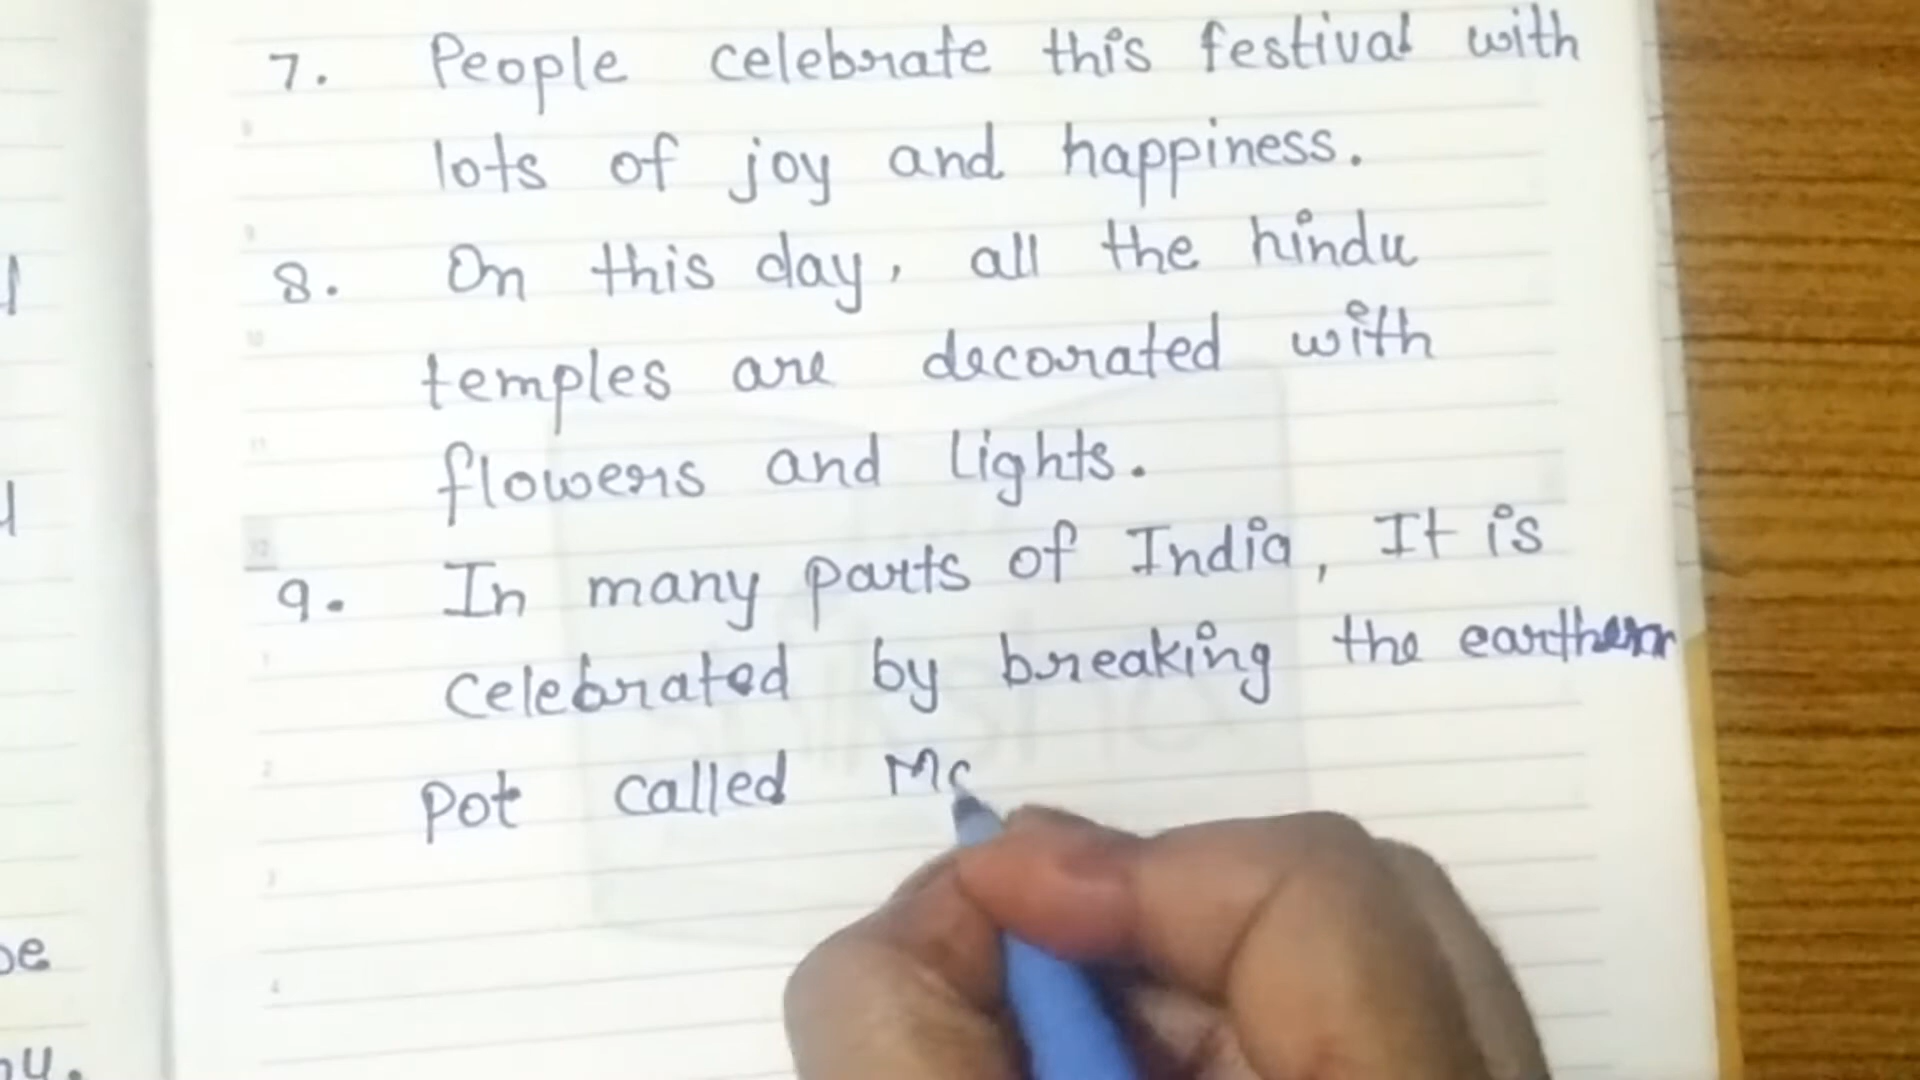 7. People celebrate this festival with
lots of joy and happiness.
8. On this day, all the hindu
temples are decorated with
flowers and lights.
9. In many parts of India, It is
celebrated by breaking the earthen
pot called